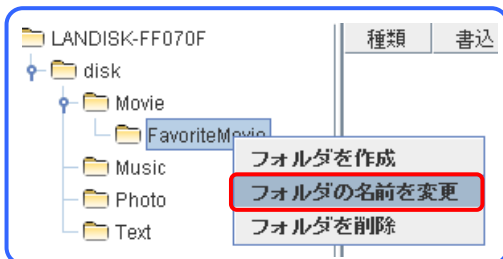 LANDISK-FF070F
種類
書込
disk
Movie
FavoriteMovie
Music
Photo
Text
フォルダを作成
フォルダの名前を変更
フォルダを削除